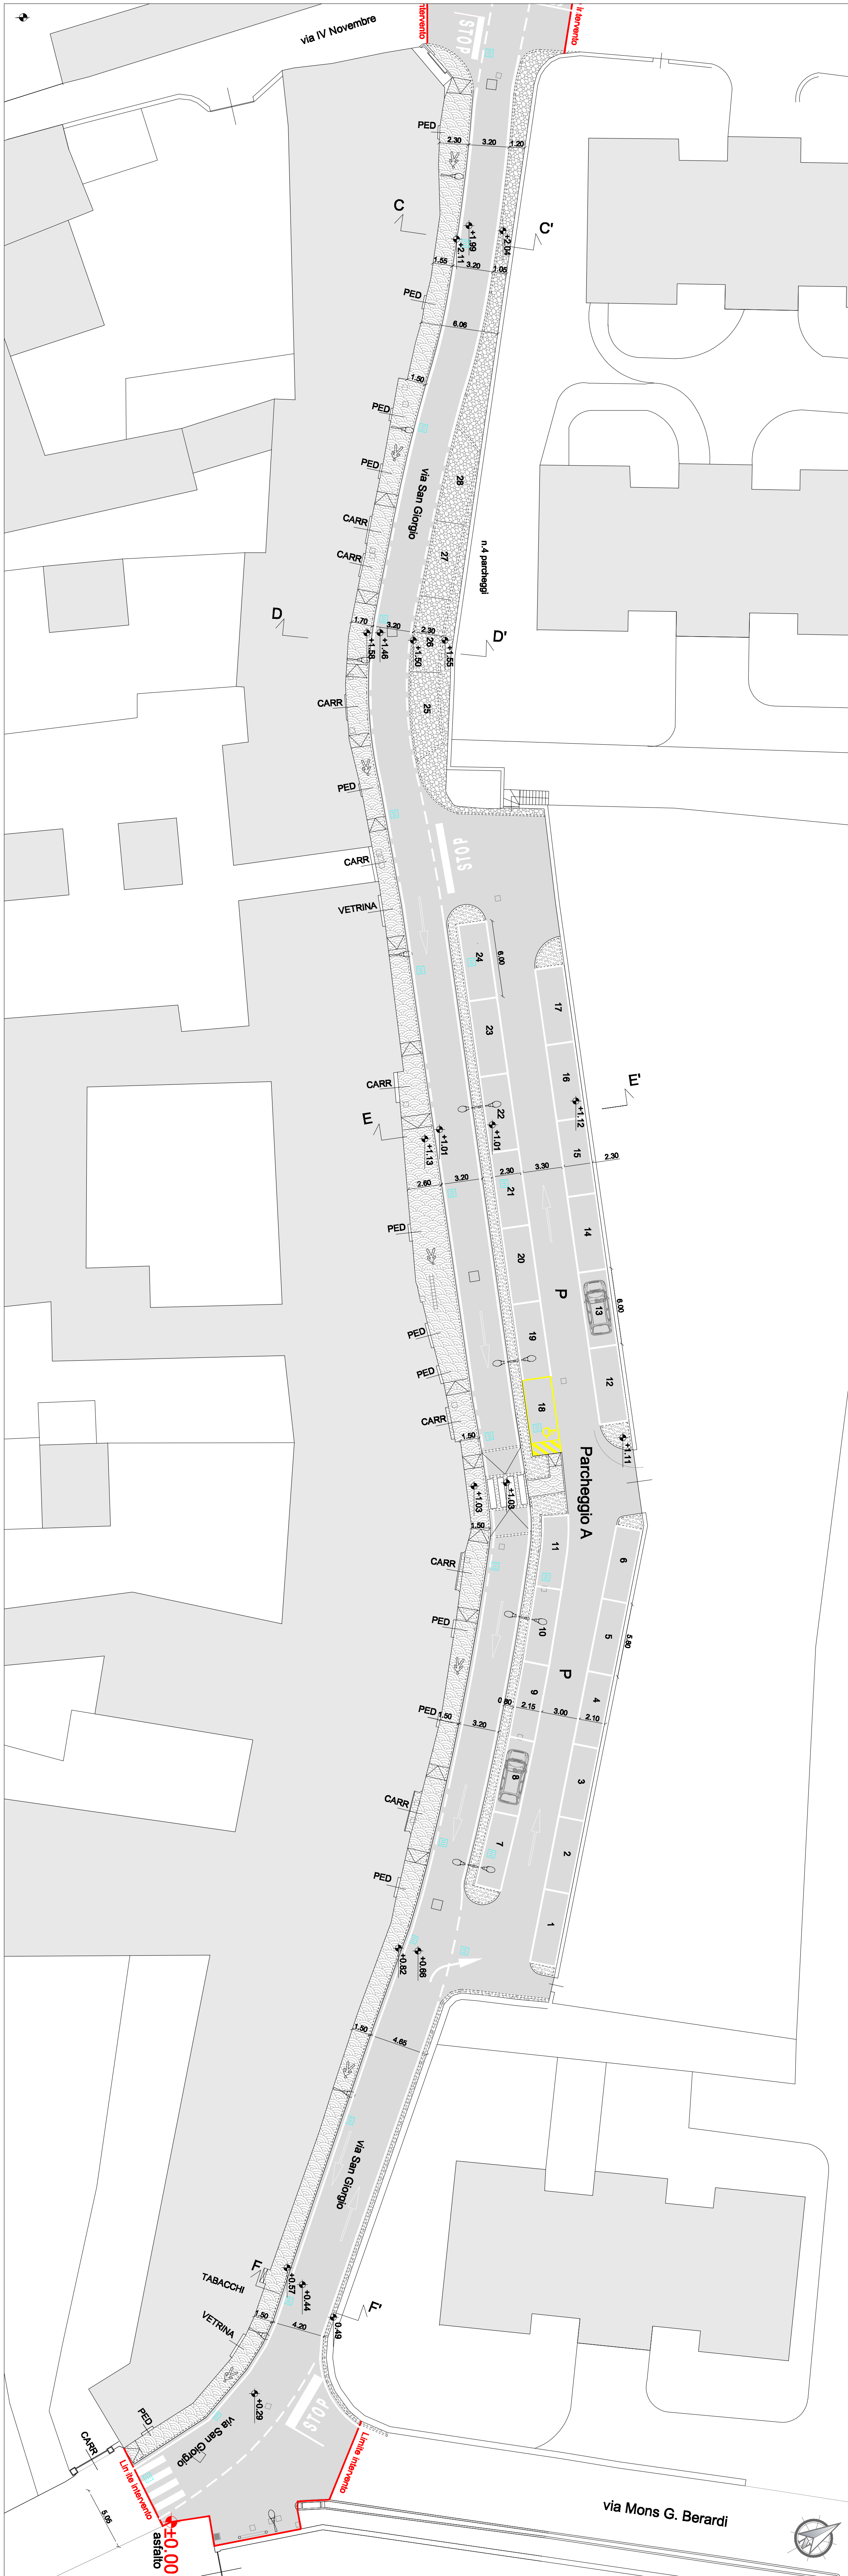 via IV Novembre
Intervento
STOP
Intervento
PED
2.30
3.20
1.20
C
C'
+1.99
+2.11
+2.04
1.55
3.20
1.05
PED
6.06
1.50
PED
PED
via San Giorgio
28
27
n.4 parcheggi
CARR
CARR
D
D'
1.70
3.20
2.30
26
+1.58
+1.46
+1.50
+1.55
CARR
25
PED
STOP
CARR
VETRINA
24
6.00
17
23
16
22
E
E'
+1.12
CARR
+1.01
+1.13
+1.01
15
2.60
3.20
2.30
3.30
2.30
21
14
PED
20
P
13
6.00
19
12
PED
PED
18
CARR
1.50
+1.11
Parcheggio A
+1.03
+1.03
1.50
11
6
CARR
PED
10
5
5.80
P
9
4
PED
1.50
3.20
0.80
2.15
3.00
2.10
3
8
CARR
7
2
PED
1
+0.82
+0.66
1.50
4.65
via San Giorgio
F
F'
TABACCHI
+0.57
+0.44
0.49
VETRINA
1.50
4.20
+0.29
STOP
PED
via San Giorgio
CARR
Limite intervento
Limite intervento
5.05
±0.00
asfalto
via Mons G. Berardi